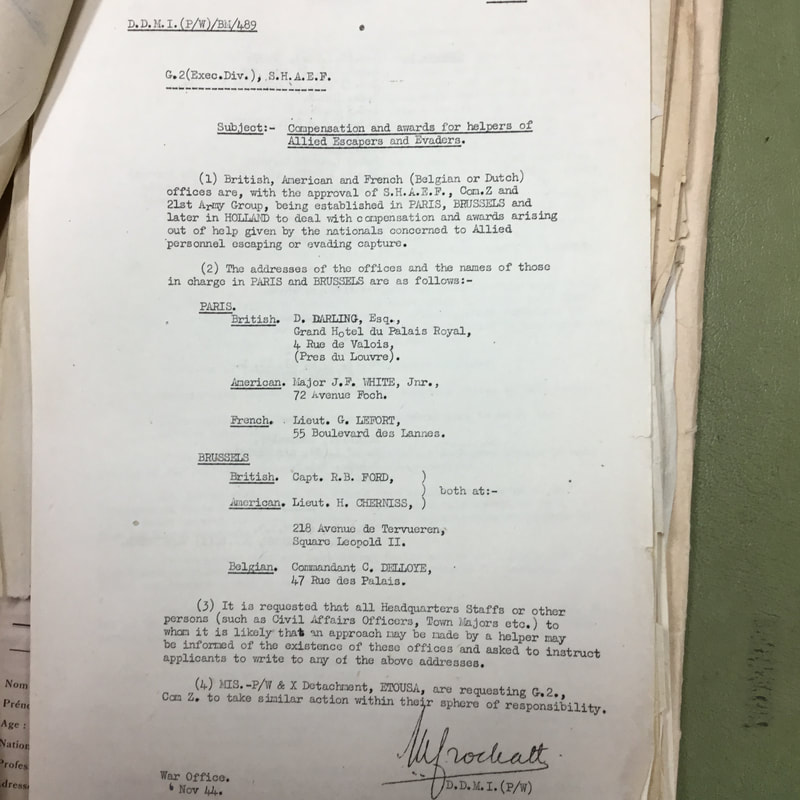 D.D.M.I.(P/W)/BM/489
G.2(Exec.Div.), S.H.A.E.F.
Subject:- Compensation and awards for helpers of
Allied Escapers and Evaders.
(1) British, American and French (Belgian or Dutch)
offices are, with the approval of S.H.A.E.F., Com.Z and
21st Army Group, being established in PARIS, BRUSSELS and
later in HOLLAND to deal with compensation and awards arising
out of help given by the nationals concerned to Allied
personnel escaping or evading capture.
(2) The addresses of the offices and the names of those
in charge in PARIS and BRUSSELS are as follows:-
PARIS.
British. D. DARLING, Esq.,
Grand Hotel du Palais Royal,
4 Rue de Valois,
(Pres du Louvre).
American. Major J.F. WHITE, Jnr.,
72 Avenue Foch.
French. Lieut. G. LEFORT,
55 Boulevard des Lannes.
BRUSSELS
British. Capt. R.B. FORD, )
) both at:-
American. Lieut. H. CHERNISS, )
218 Avenue de Tervueren,
Square Leopold II.
Belgian. Commandant C. DELLOYE,
47 Rue des Palais.
(3) It is requested that all Headquarters Staffs or other
persons (such as Civil Affairs Officers, Town Majors etc.) to
whom it is likely that an approach may be made by a helper may
be informed of the existence of these offices and asked to instruct
applicants to write to any of the above addresses.
(4) MIS.-P/W & X Detachment, ETOUSA, are requesting G.2.,
Com Z. to take similar action within their sphere of responsibility.
War Office.
Nov 44.
D.D.M.I.(P/W)
Nom
Age :